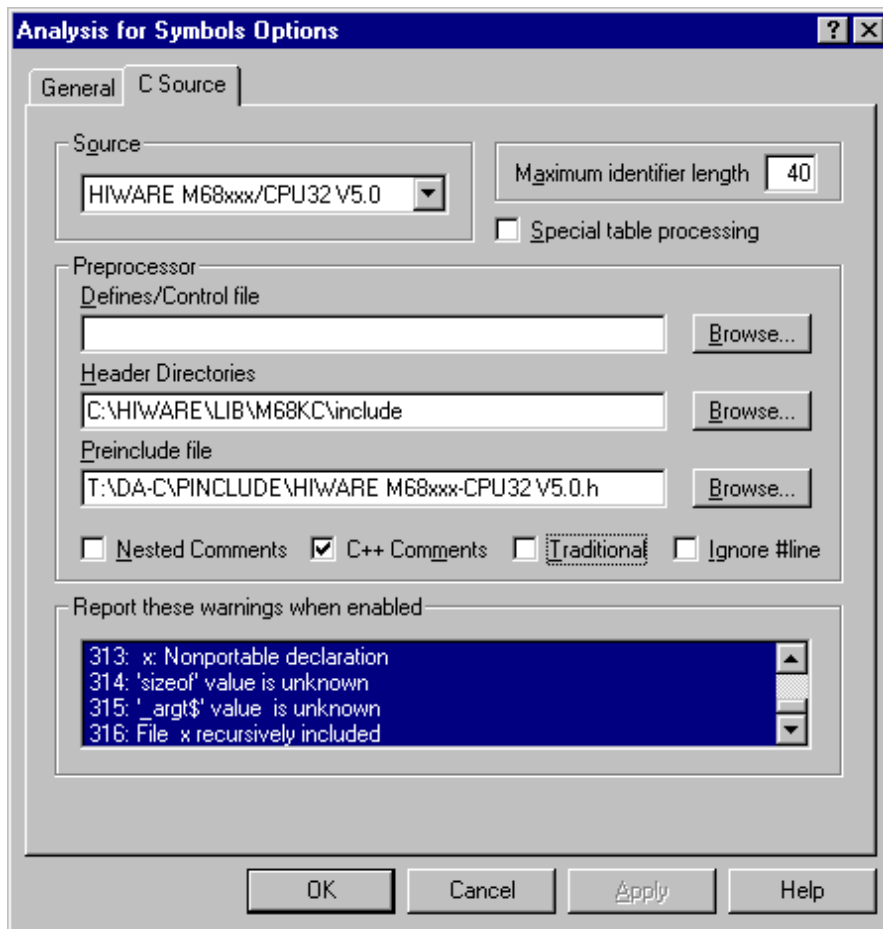 Analysis for Symbols Options
General C Source
Source
HIWARE M68xxx/CPU32 V5.0
Maximum identifier length 40
Special table processing
Preprocessor
Defines/Control file
Browse...
Header Directories
C:\HIWARE\LIB\M68KC\include Browse...
Preinclude file
T:\DA-C\PINCLUDE\HIWARE M68xxx-CPU32 V5.0.h Browse...
Nested Comments C++ Comments Traditional Ignore #line
Report these warnings when enabled
313: x: Nonportable declaration
314: 'sizeof' value is unknown
315: '_argt$' value is unknown
316: File x recursively included
OK Cancel Apply Help